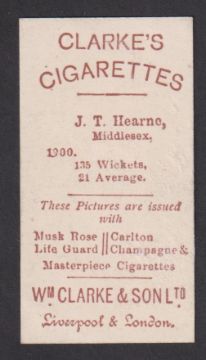 CLARKE'S
CIGARETTES
J. T. Hearne,
Middlesex,
1900.
135 Wickets,
21 Average.
These Pictures are issued
with
Musk Rose || Carlton
Life Guard || Champagne &
Masterpiece Cigarettes
WM CLARKE & SON LTD
Liverpool & London.